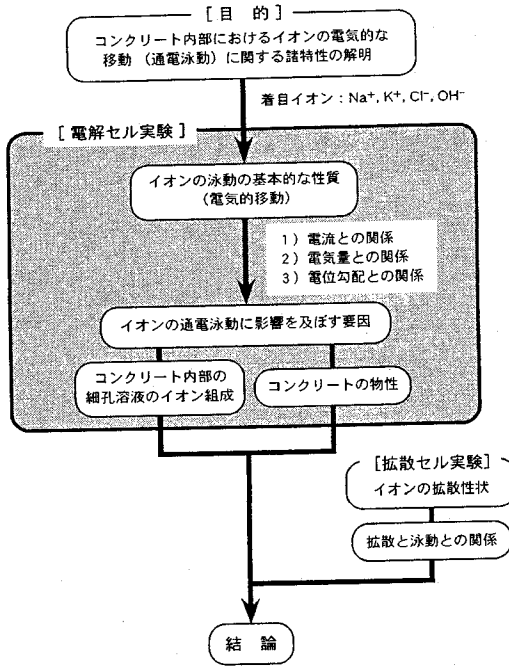 [目 的]
コンクリート内部におけるイオンの電気的な
移動（通電泳動）に関する諸特性の解明
着目イオン：Na⁺, K⁺, Cl⁻, OH⁻
[電解セル実験]
イオンの泳動の基本的な性質
（電気的移動）
1）電流との関係
2）電気量との関係
3）電位勾配との関係
イオンの通電泳動に影響を及ぼす要因
コンクリート内部の
細孔溶液のイオン組成
コンクリートの物性
[拡散セル実験]
イオンの拡散性状
拡散と泳動との関係
結 論